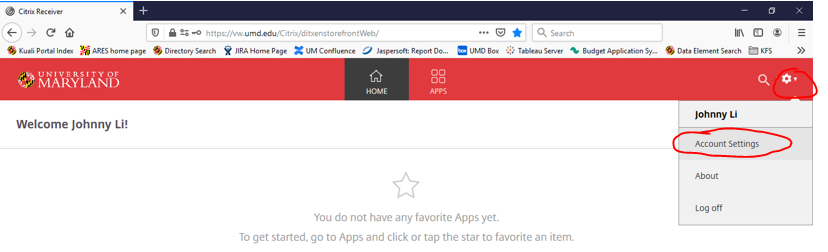 Citrix Receiver
https://vw.umd.edu/Citrix/ditxenstorefrontWeb/
Search
Kuali Portal Index
ARES home page
Directory Search
JIRA Home Page
UM Confluence
Jaspersoft: Report Do...
UMD Box
Tableau Server
Budget Application Sy...
Data Element Search
KFS
UNIVERSITY OF
MARYLAND
HOME
APPS
Johnny Li
Welcome Johnny Li!
Account Settings
About
Log off
You do not have any favorite Apps yet.
To get started, go to Apps and click or tap the star to favorite an item.